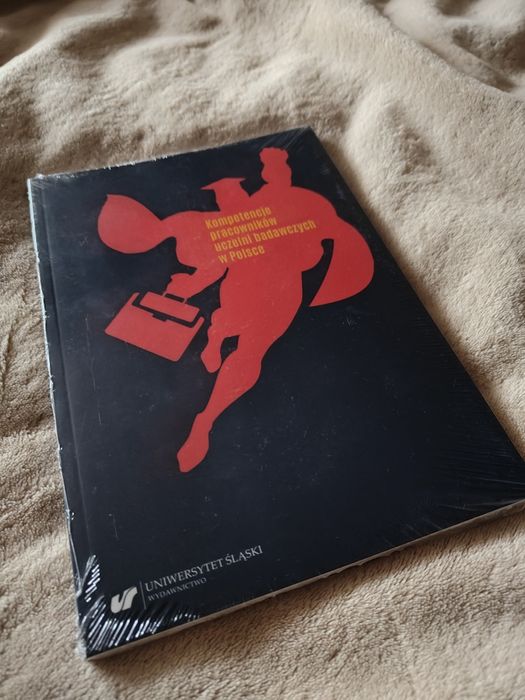 Kompetencje
pracowników
uczelni badawczych
w Polsce
UNIWERSYTET ŚLĄSKI
WYDAWNICTWO